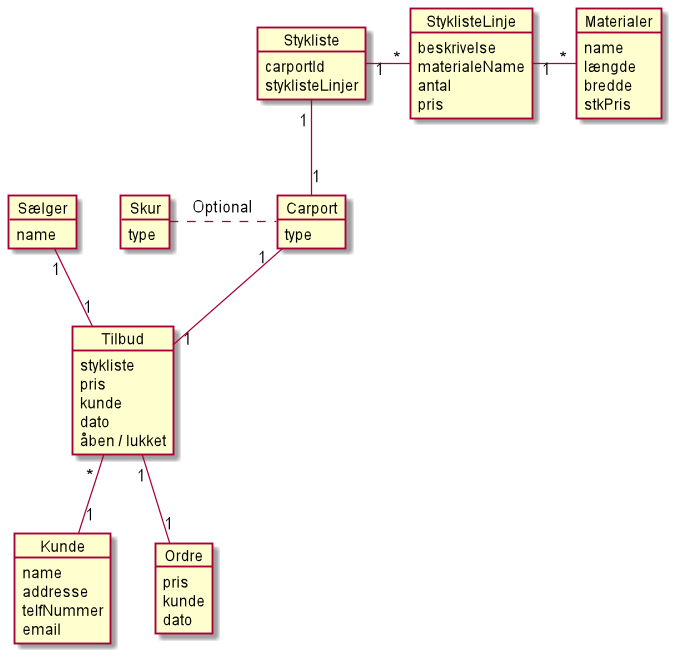 Stykliste
carportId
styklisteLinjer
1
*
StyklisteLinje
beskrivelse
materialeName
antal
pris
1
*
Materialer
name
længde
bredde
stkPris
1
1
Sælger
name
Skur
type
Optional
Carport
type
1
1
1
1
Tilbud
stykliste
pris
kunde
dato
åben / lukket
*
1
1
1
Kunde
name
addresse
telfNummer
email
Ordre
pris
kunde
dato